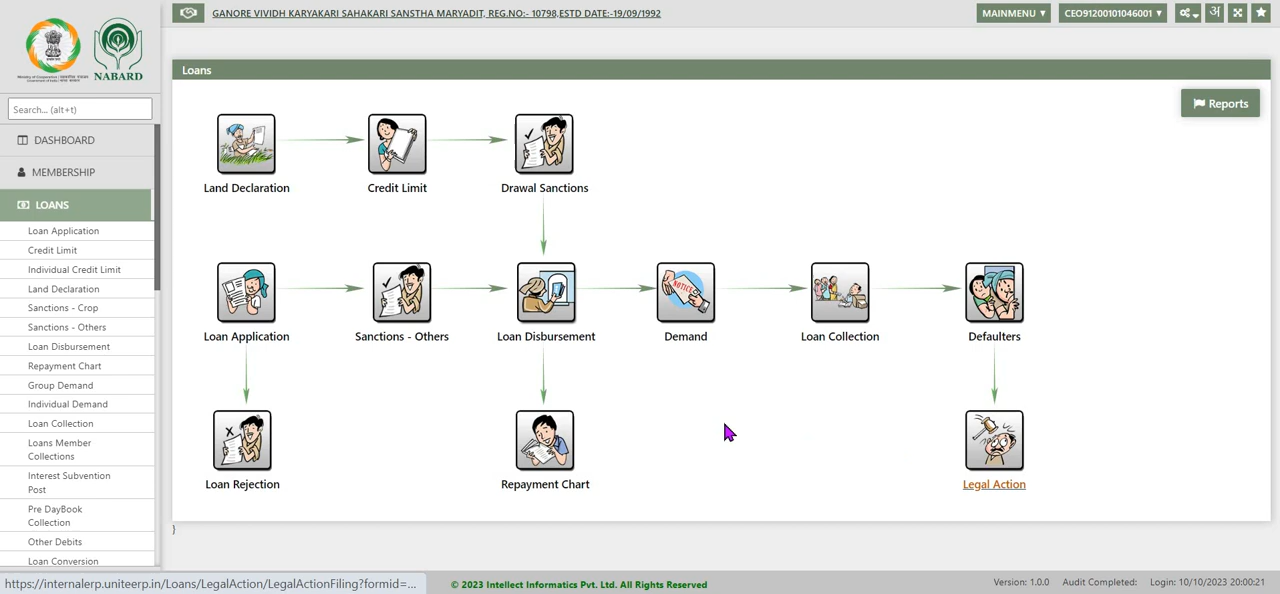 GANORE VIVIDH KARYAKARI SAHAKARI SANSTHA MARYADIT, REG.NO:- 10798,ESTD DATE:-19/09/1992
MAINMENU ▾
CEO91200101046001 ▾
अ
NABARD
Search... (alt+t)
DASHBOARD
MEMBERSHIP
LOANS
Loan Application
Credit Limit
Individual Credit Limit
Land Declaration
Sanctions - Crop
Sanctions - Others
Loan Disbursement
Repayment Chart
Group Demand
Individual Demand
Loan Collection
Loans Member
Collections
Interest Subvention
Post
Pre DayBook
Collection
Other Debits
Loan Conversion
Loans
Reports
Land Declaration
Credit Limit
Drawal Sanctions
Loan Application
Sanctions - Others
Loan Disbursement
NOTICE
Demand
Loan Collection
Defaulters
Loan Rejection
Repayment Chart
Legal Action
}
https://internalerp.uniteerp.in/Loans/LegalAction/LegalActionFiling?formid=...
© 2023 Intellect Informatics Pvt. Ltd. All Rights Reserved
Version: 1.0.0
Audit Completed:
Login: 10/10/2023 20:00:21